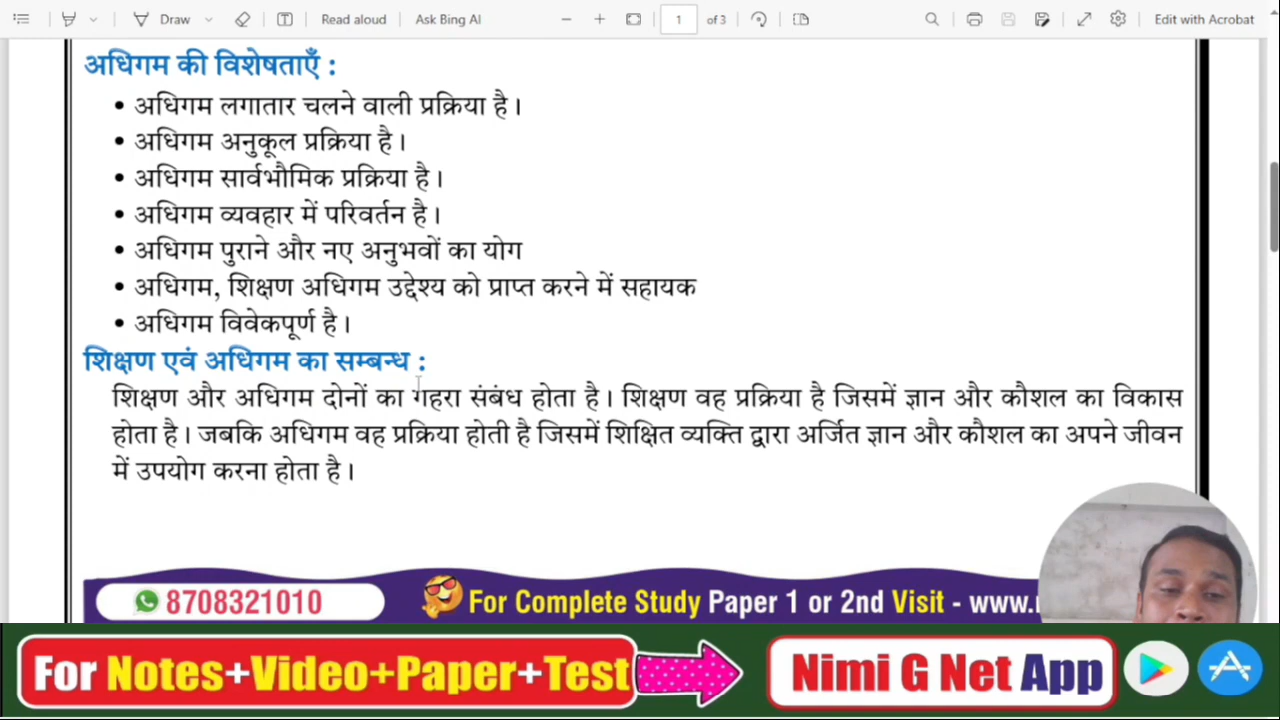 Draw
Read aloud
Ask Bing AI
1 of 3
Edit with Acrobat
अधिगम की विशेषताएँ :
• अधिगम लगातार चलने वाली प्रक्रिया है।
• अधिगम अनुकूल प्रक्रिया है।
• अधिगम सार्वभौमिक प्रक्रिया है।
• अधिगम व्यवहार में परिवर्तन है।
• अधिगम पुराने और नए अनुभवों का योग
• अधिगम, शिक्षण अधिगम उद्देश्य को प्राप्त करने में सहायक
• अधिगम विवेकपूर्ण है।
शिक्षण एवं अधिगम का सम्बन्ध :
शिक्षण और अधिगम दोनों का गहरा संबंध होता है। शिक्षण वह प्रक्रिया है जिसमें ज्ञान और कौशल का विकास
होता है। जबकि अधिगम वह प्रक्रिया होती है जिसमें शिक्षित व्यक्ति द्वारा अर्जित ज्ञान और कौशल का अपने जीवन
में उपयोग करना होता है।
8708321010
For Complete Study Paper 1 or 2nd Visit - www.
For Notes+Video+Paper+Test
Nimi G Net App